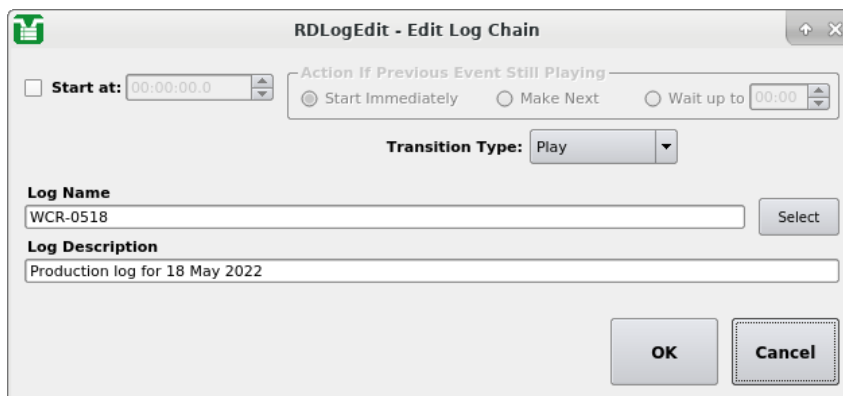 RDLogEdit - Edit Log Chain
Start at: 00:00:00.0
Action If Previous Event Still Playing
Start Immediately Make Next Wait up to 00:00
Transition Type: Play
Log Name
WCR-0518 Select
Log Description
Production log for 18 May 2022
OK Cancel